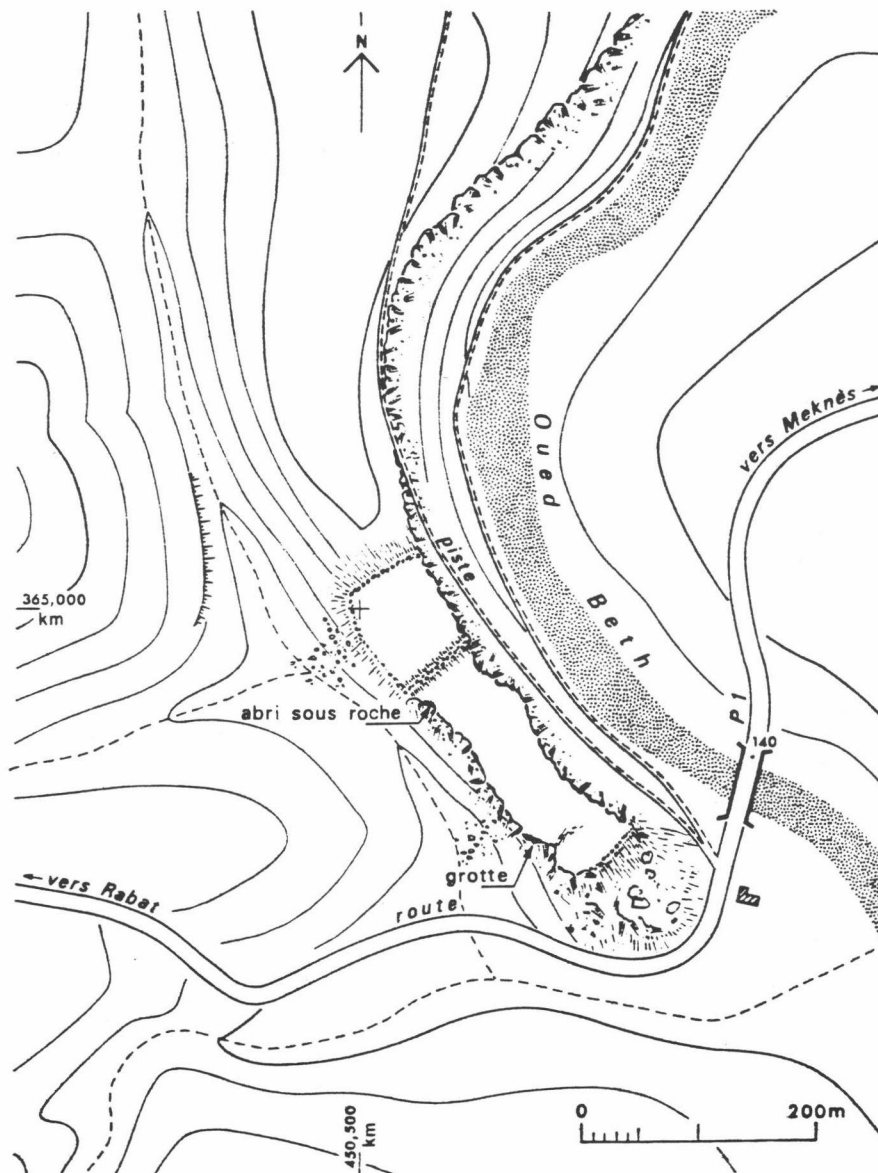 N
Oued
Beth
vers Meknès →
piste
365,000
km
abri sous roche
P1
140
grotte
← vers Rabat
route
450,500
km
0 200m